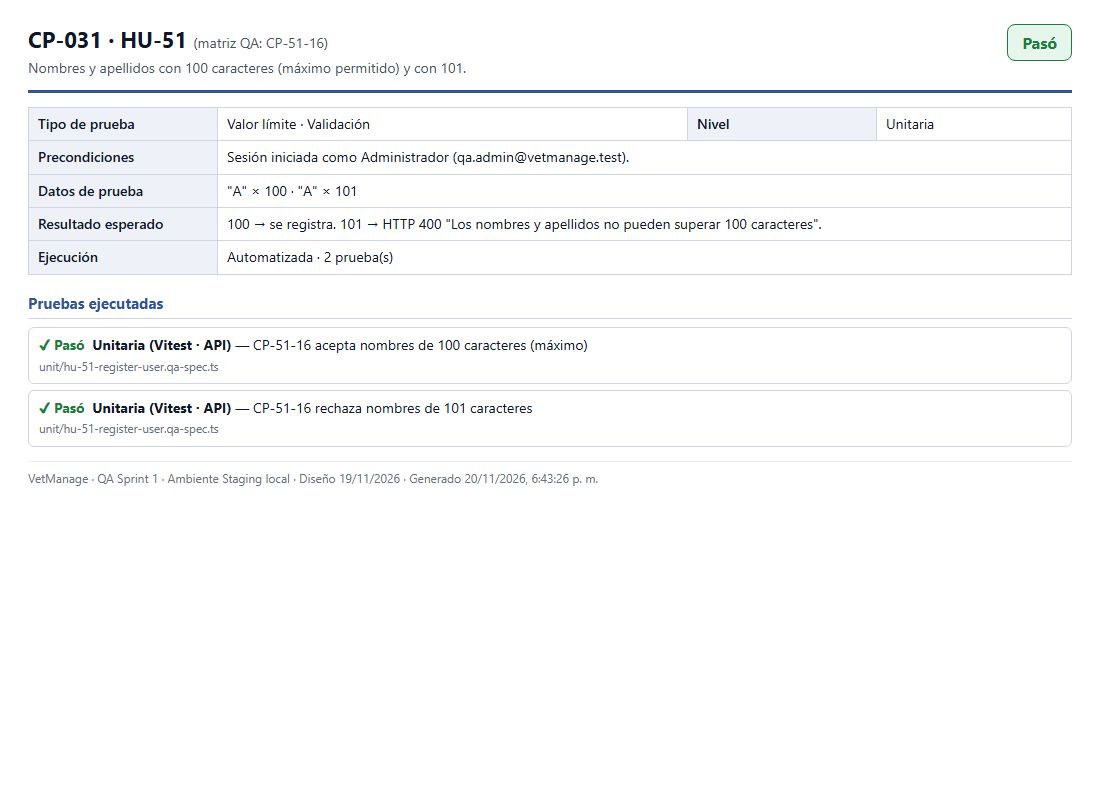 CP-031 · HU-51 (matriz QA: CP-51-16)
Pasó
Nombres y apellidos con 100 caracteres (máximo permitido) y con 101.
Tipo de prueba Valor límite · Validación Nivel Unitaria
Precondiciones Sesión iniciada como Administrador (qa.admin@vetmanage.test).
Datos de prueba "A" × 100 · "A" × 101
Resultado esperado 100 → se registra. 101 → HTTP 400 "Los nombres y apellidos no pueden superar 100 caracteres".
Ejecución Automatizada · 2 prueba(s)
Pruebas ejecutadas
✓ Pasó Unitaria (Vitest · API) — CP-51-16 acepta nombres de 100 caracteres (máximo)
unit/hu-51-register-user.qa-spec.ts
✓ Pasó Unitaria (Vitest · API) — CP-51-16 rechaza nombres de 101 caracteres
unit/hu-51-register-user.qa-spec.ts
VetManage · QA Sprint 1 · Ambiente Staging local · Diseño 19/11/2026 · Generado 20/11/2026, 6:43:26 p. m.